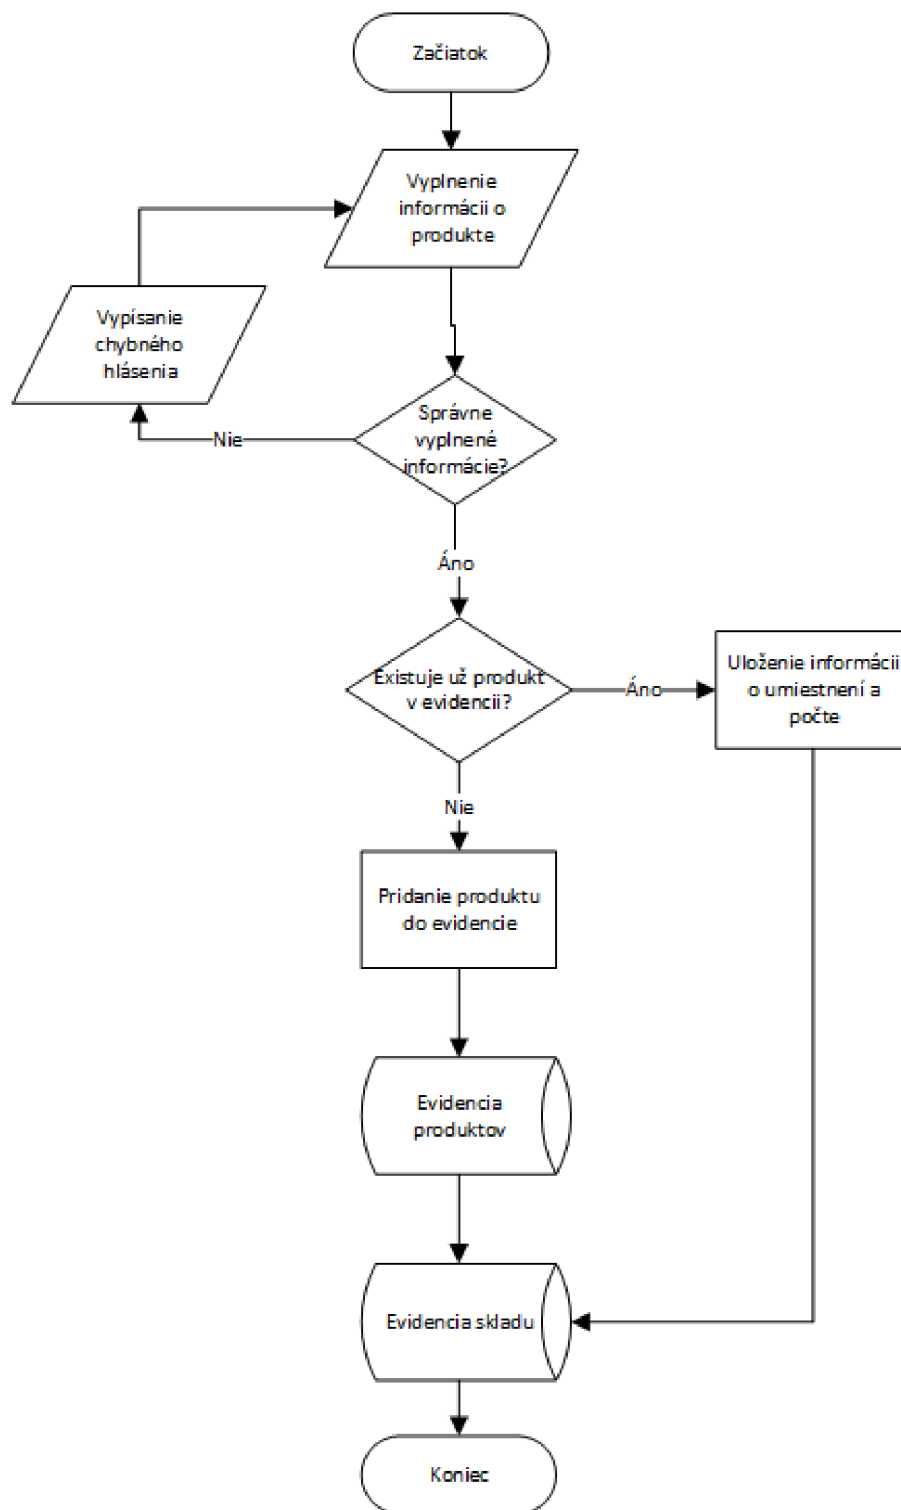 Začiatok
Vyplnenie
informácii o
produkte
Vypísanie
chybného
hlásenia
Správne
vyplnené
informácie?
Nie
Áno
Existuje už produkt
v evidencii?
Áno
Uloženie informácii
o umiestnení a
počte
Nie
Pridanie produktu
do evidencie
Evidencia
produktov
Evidencia skladu
Koniec